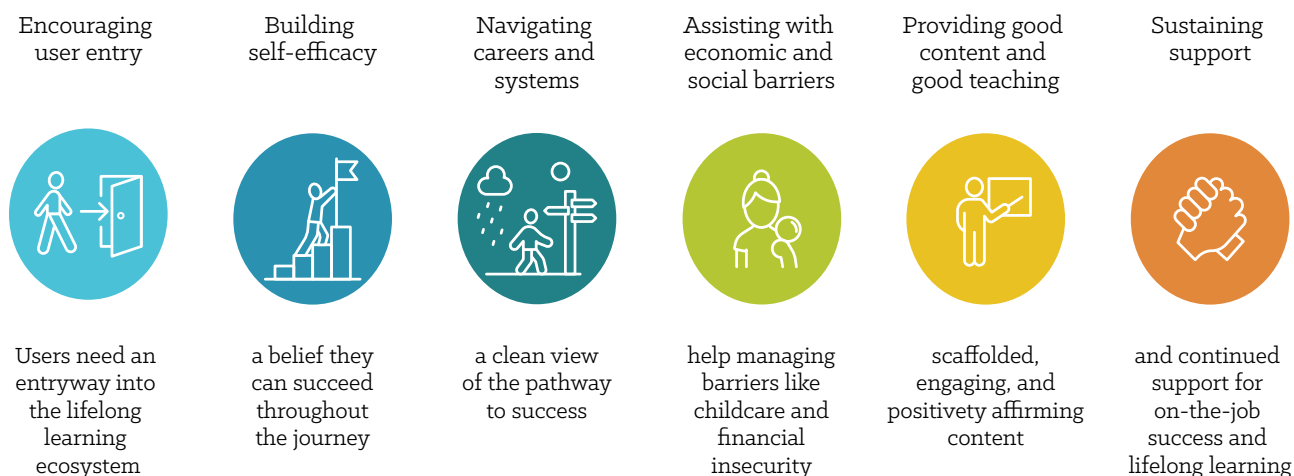 Encouraging
user entry
Building
self-efficacy
Navigating
careers and
systems
Assisting with
economic and
social barriers
Providing good
content and
good teaching
Sustaining
support
Users need an
entryway into
the lifelong
learning
ecosystem
a belief they
can succeed
throughout
the journey
a clean view
of the pathway
to success
help managing
barriers like
childcare and
financial
insecurity
scaffolded,
engaging, and
positivety affirming
content
and continued
support for
on-the-job
success and
lifelong learning